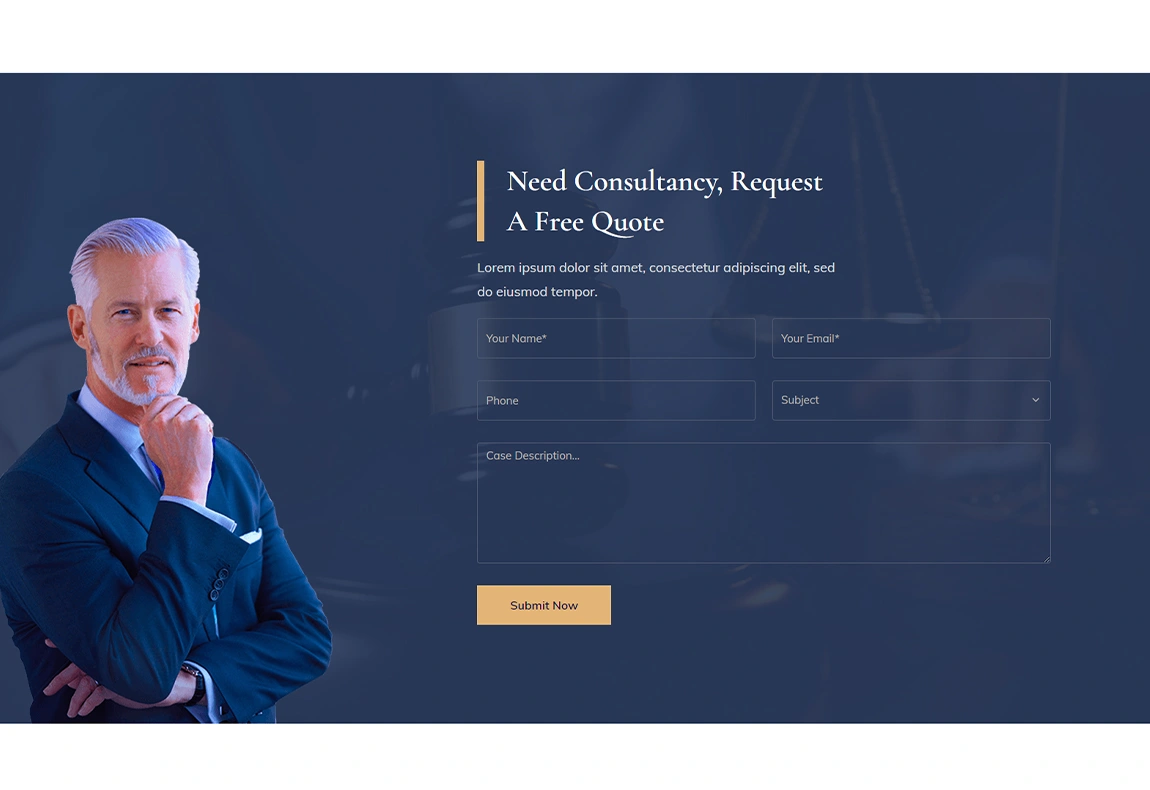 Need Consultancy, Request
A Free Quote
Lorem ipsum dolor sit amet, consectetur adipiscing elit, sed
do eiusmod tempor.
Your Name*
Your Email*
Phone
Subject
Case Description...
Submit Now